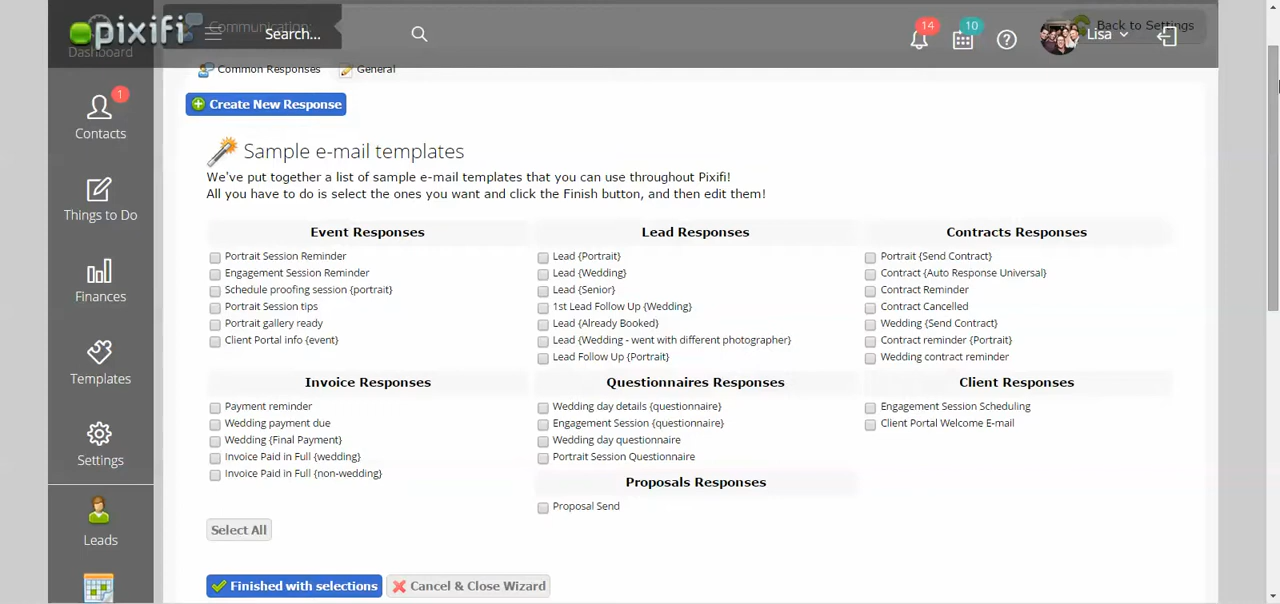 pixifi
Communication:
Search...
14
10
Lisa
Back to Settings
Dashboard
Common Responses
General
1
Contacts
Things to Do
Finances
Templates
Settings
Leads
Create New Response
Sample e-mail templates
We've put together a list of sample e-mail templates that you can use throughout Pixifi!
All you have to do is select the ones you want and click the Finish button, and then edit them!
Event Responses
Portrait Session Reminder
Engagement Session Reminder
Schedule proofing session {portrait}
Portrait Session tips
Portrait gallery ready
Client Portal info {event}
Lead Responses
Lead {Portrait}
Lead {Wedding}
Lead {Senior}
1st Lead Follow Up {Wedding}
Lead {Already Booked}
Lead {Wedding - went with different photographer}
Lead Follow Up {Portrait}
Contracts Responses
Portrait {Send Contract}
Contract {Auto Response Universal}
Contract Reminder
Contract Cancelled
Wedding {Send Contract}
Contract reminder {Portrait}
Wedding contract reminder
Invoice Responses
Payment reminder
Wedding payment due
Wedding {Final Payment}
Invoice Paid in Full {wedding}
Invoice Paid in Full {non-wedding}
Questionnaires Responses
Wedding day details {questionnaire}
Engagement Session {questionnaire}
Wedding day questionnaire
Portrait Session Questionnaire
Client Responses
Engagement Session Scheduling
Client Portal Welcome E-mail
Proposals Responses
Proposal Send
Select All
Finished with selections
Cancel & Close Wizard